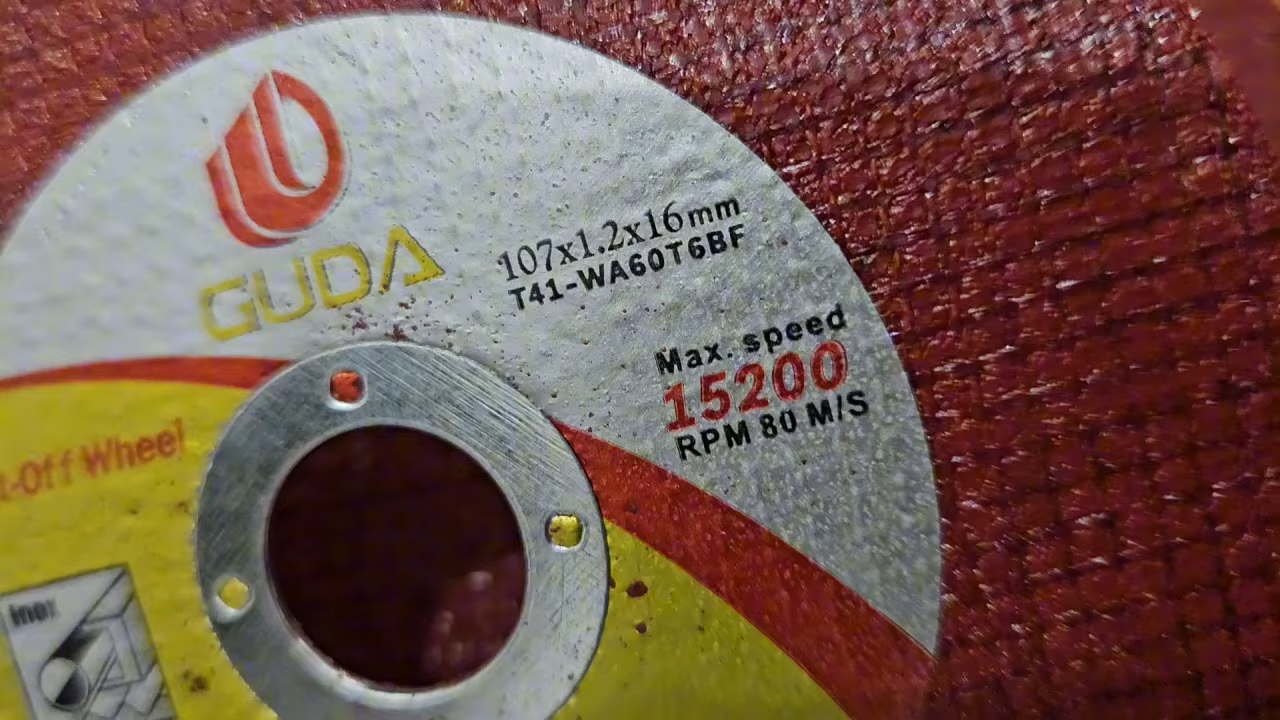 GUDA
107x1.2x16mm
T41-WA60T6BF
Max. speed
15200
RPM 80 M/S
t-Off Wheel
inox